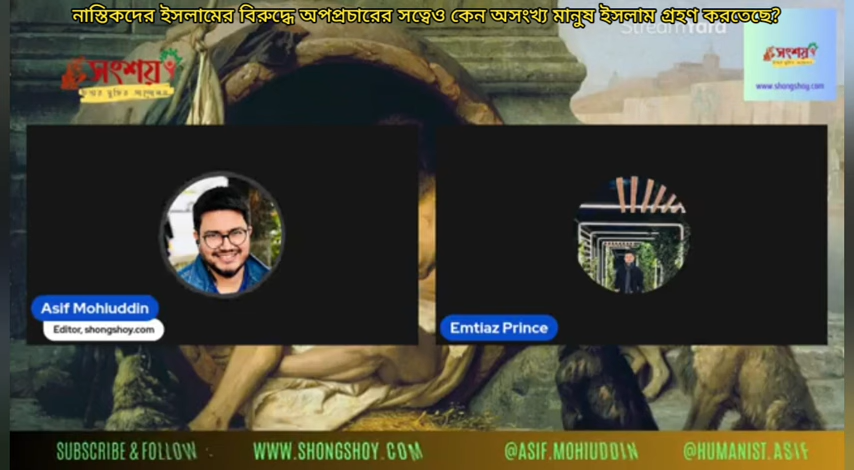 নাস্তিকদের ইসলামের বিরুদ্ধে অপপ্রচারের সত্ত্বেও কেন অসংখ্য মানুষ ইসলাম গ্রহণ করতেছে?
StreamYard
সংশয়
সংশয়
www.shongshoy.com
Asif Mohiuddin
Editor, shongshoy.com
Emtiaz Prince
SUBSCRIBE & FOLLOW : WWW.SHONGSHOY.COM @ASIF.MOHIUDDIN @HUMANIST.ASIF